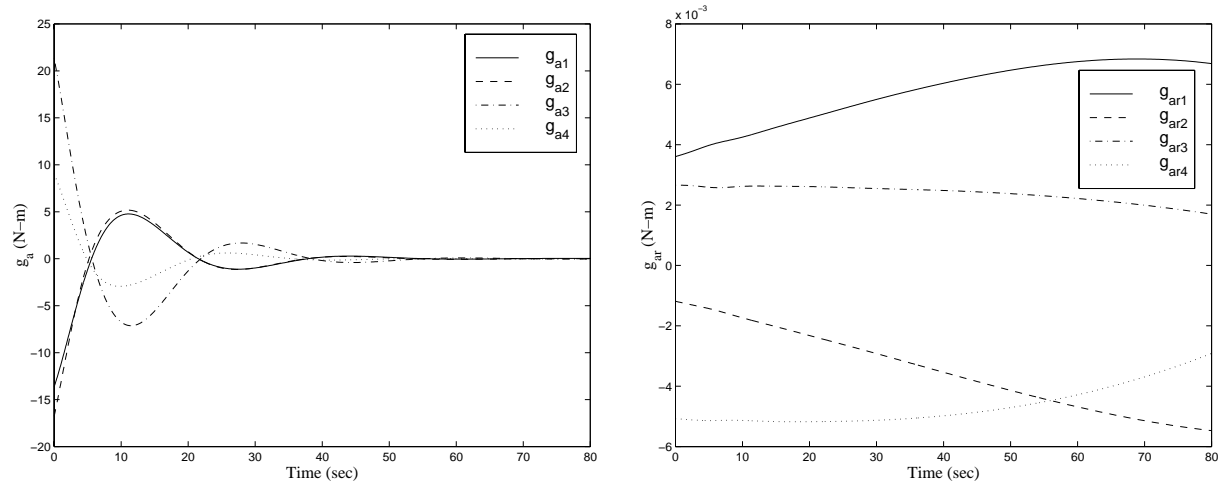 25
20
15
10
5
0
−5
−10
−15
−20
g_a (N−m)
0 10 20 30 40 50 60 70 80
Time (sec)
g_a1
g_a2
g_a3
g_a4
x 10^−3
8
6
4
2
0
−2
−4
−6
g_ar (N−m)
0 10 20 30 40 50 60 70 80
Time (sec)
g_ar1
g_ar2
g_ar3
g_ar4